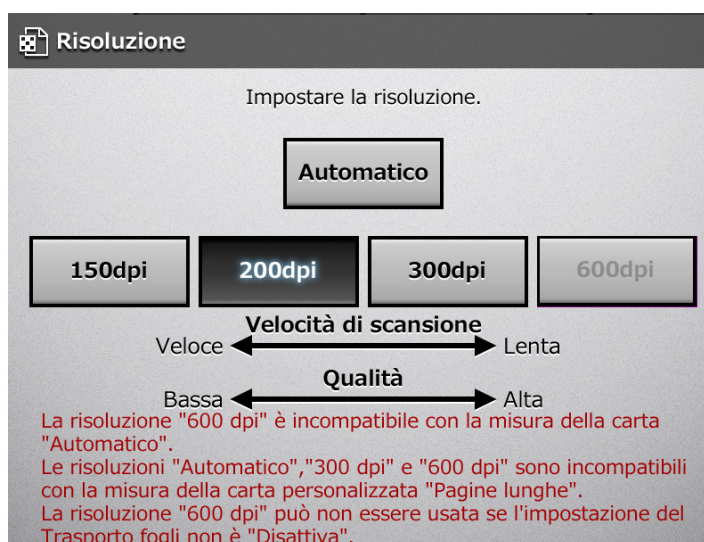 Risoluzione
Impostare la risoluzione.
Automatico
150dpi
200dpi
300dpi
600dpi
Velocità di scansione
Veloce
Lenta
Qualità
Bassa
Alta
La risoluzione "600 dpi" è incompatibile con la misura della carta
"Automatico".
Le risoluzioni "Automatico","300 dpi" e "600 dpi" sono incompatibili
con la misura della carta personalizzata "Pagine lunghe".
La risoluzione "600 dpi" può non essere usata se l'impostazione del
Trasporto fogli non è "Disattiva".